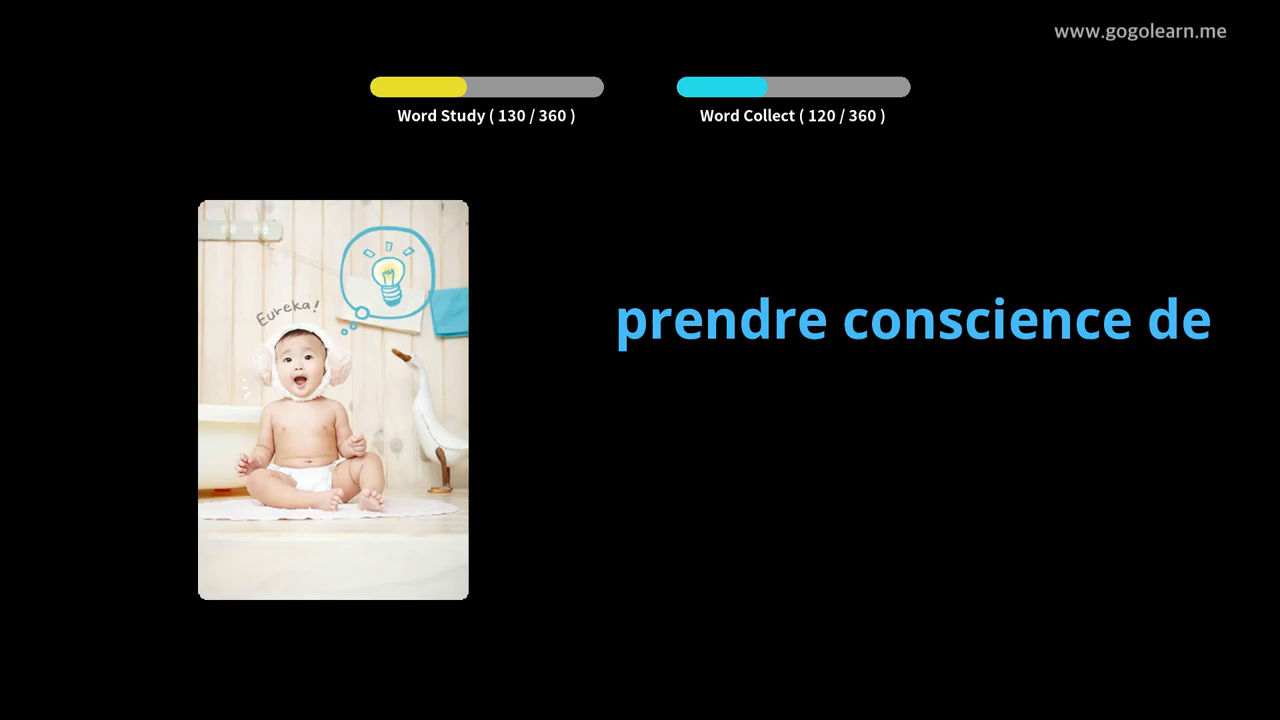 www.gogolearn.me
Word Study ( 130 / 360 )
Word Collect ( 120 / 360 )
Eureka!
prendre conscience de